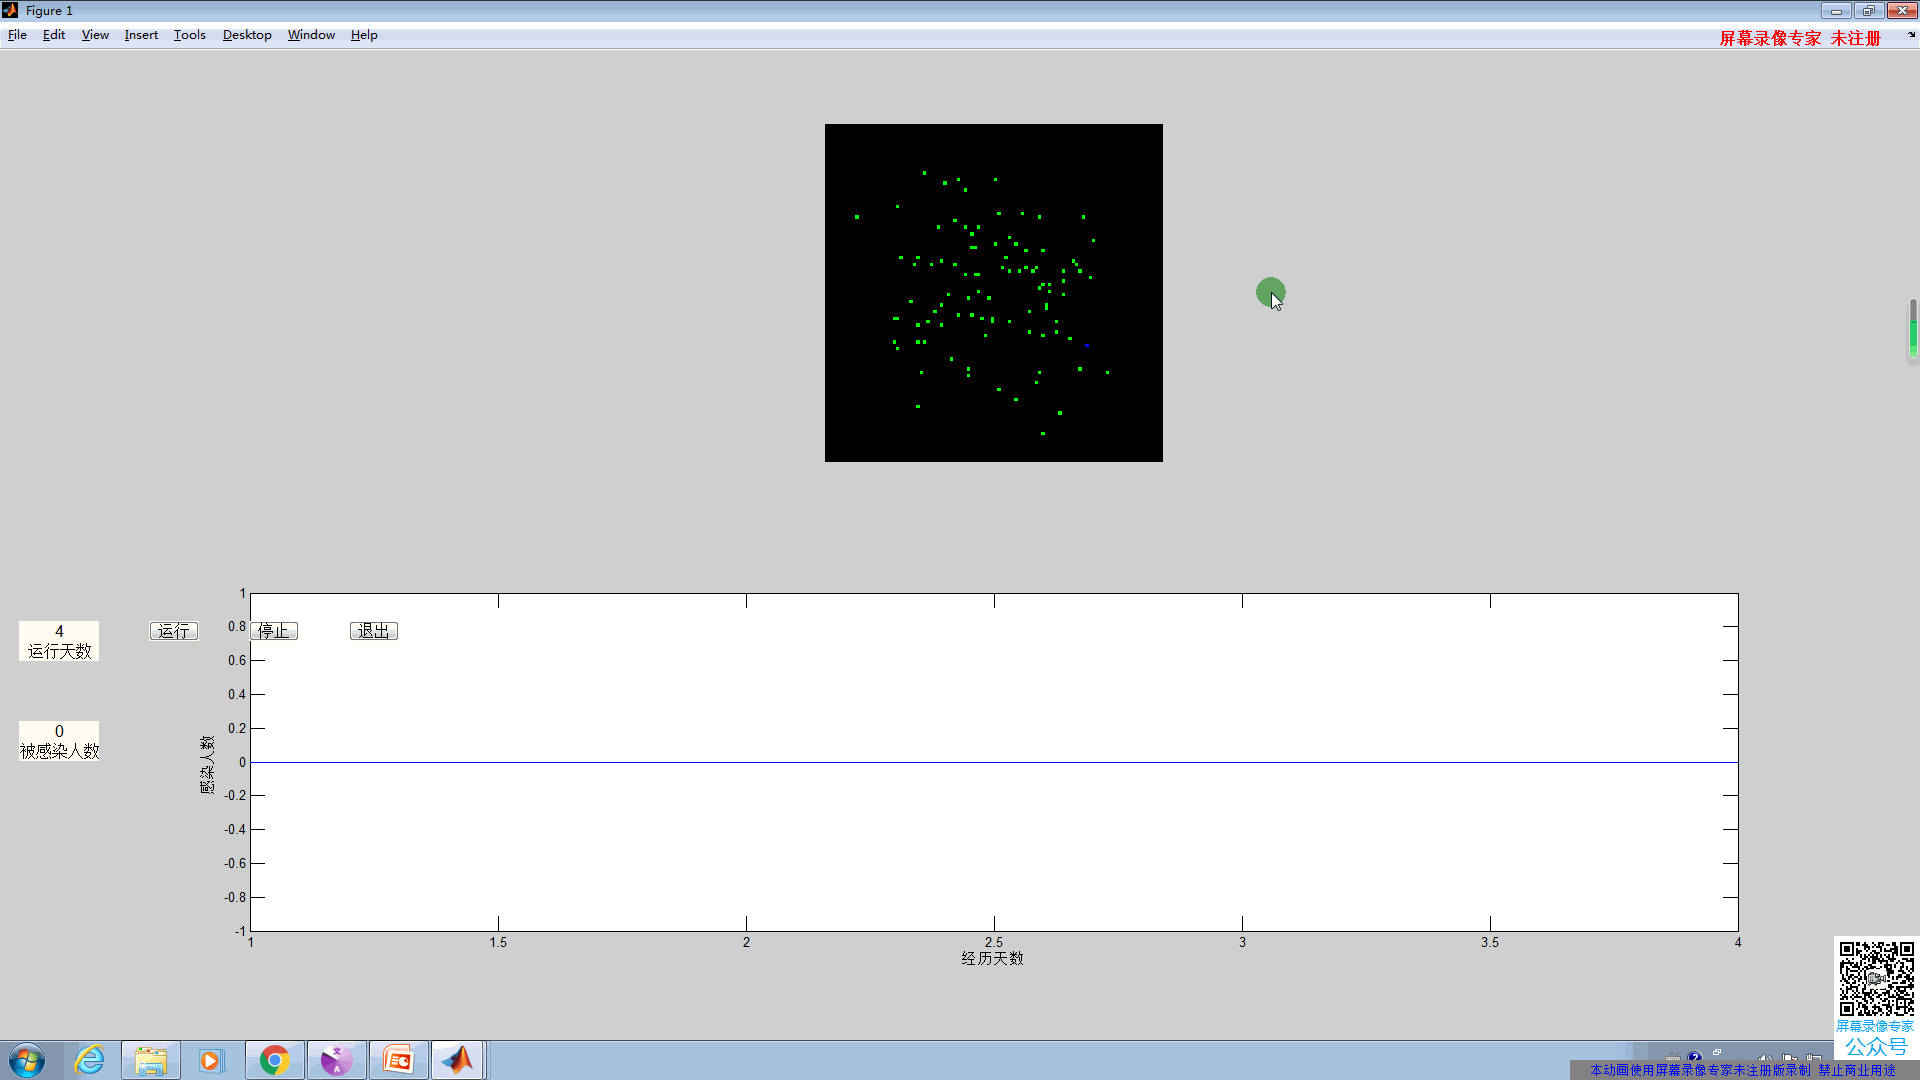 Figure 1
File Edit View Insert Tools Desktop Window Help
屏幕录像专家 未注册
4
运行天数
运行
停止
退出
0
被感染人数
感染人数
1
0.8
0.6
0.4
0.2
0
-0.2
-0.4
-0.6
-0.8
-1
1 1.5 2 2.5 3 3.5 4
经历天数
屏幕录像专家
公众号
本动画使用屏幕录像专家未注册版录制 禁止商业用途